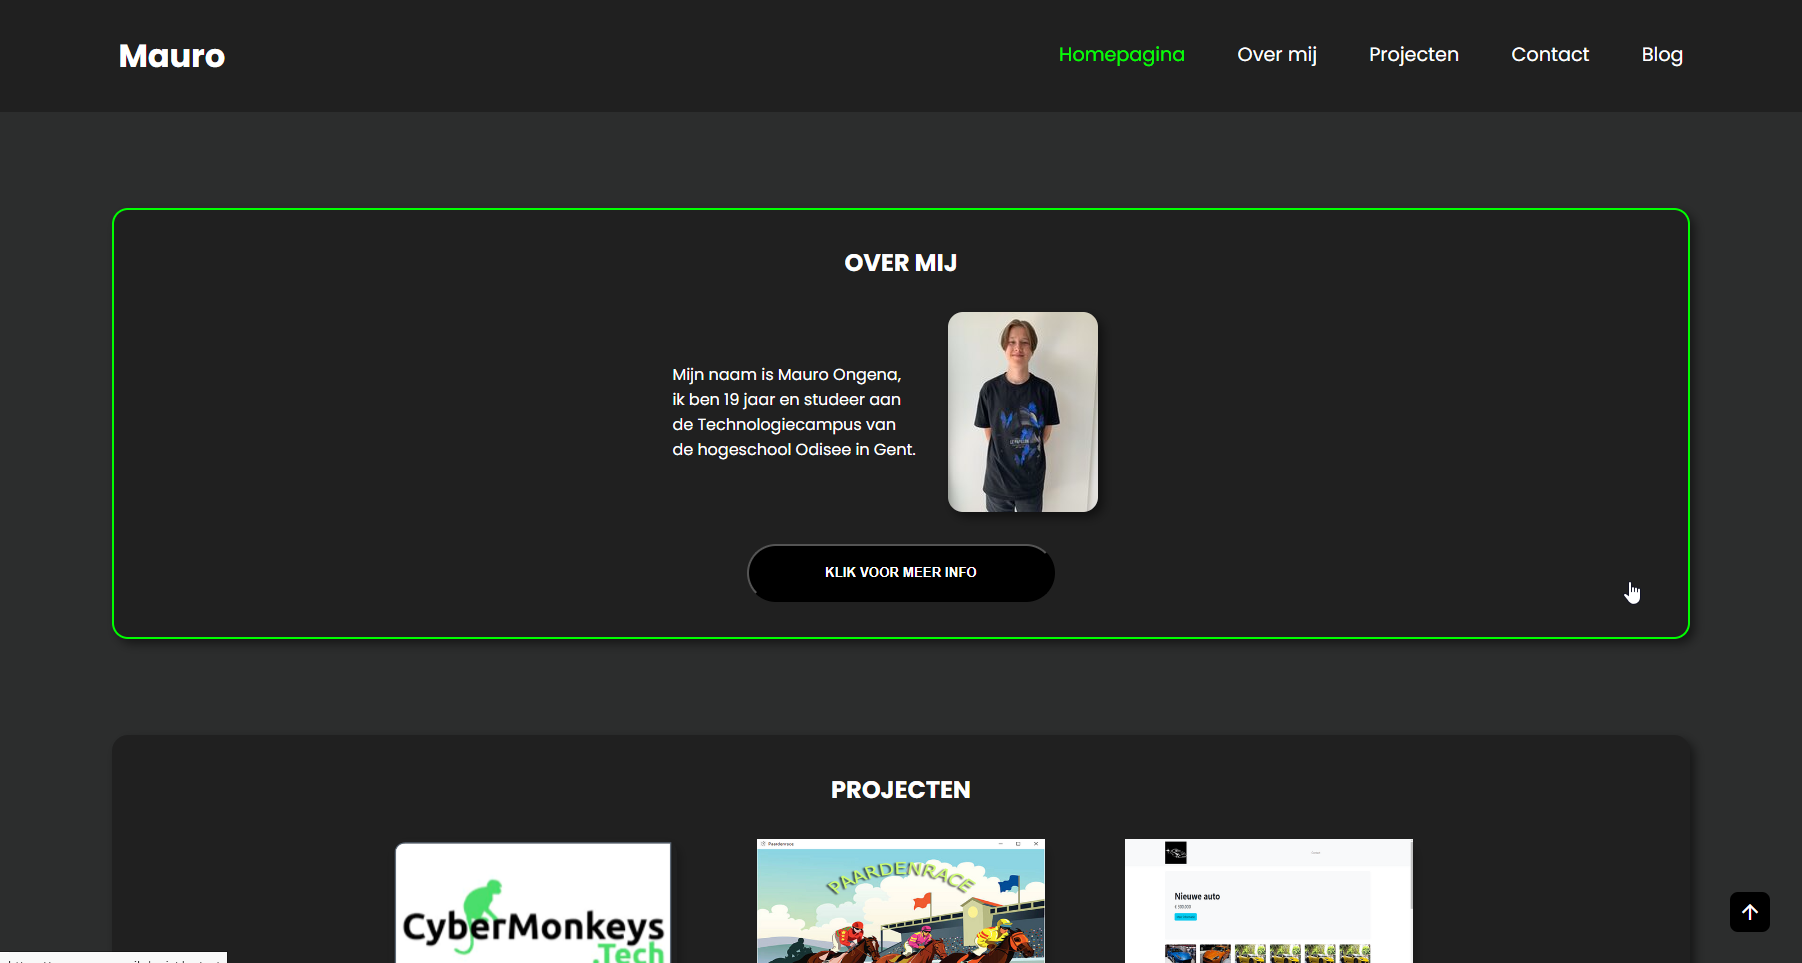 Mauro
Homepagina
Over mij
Projecten
Contact
Blog
OVER MIJ
Mijn naam is Mauro Ongena,
ik ben 19 jaar en studeer aan
de Technologiecampus van
de hogeschool Odisee in Gent.
KLIK VOOR MEER INFO
PROJECTEN
CyberMonkeys
.Tech
Paardenrace
PAARDENRACE
Nieuwe auto